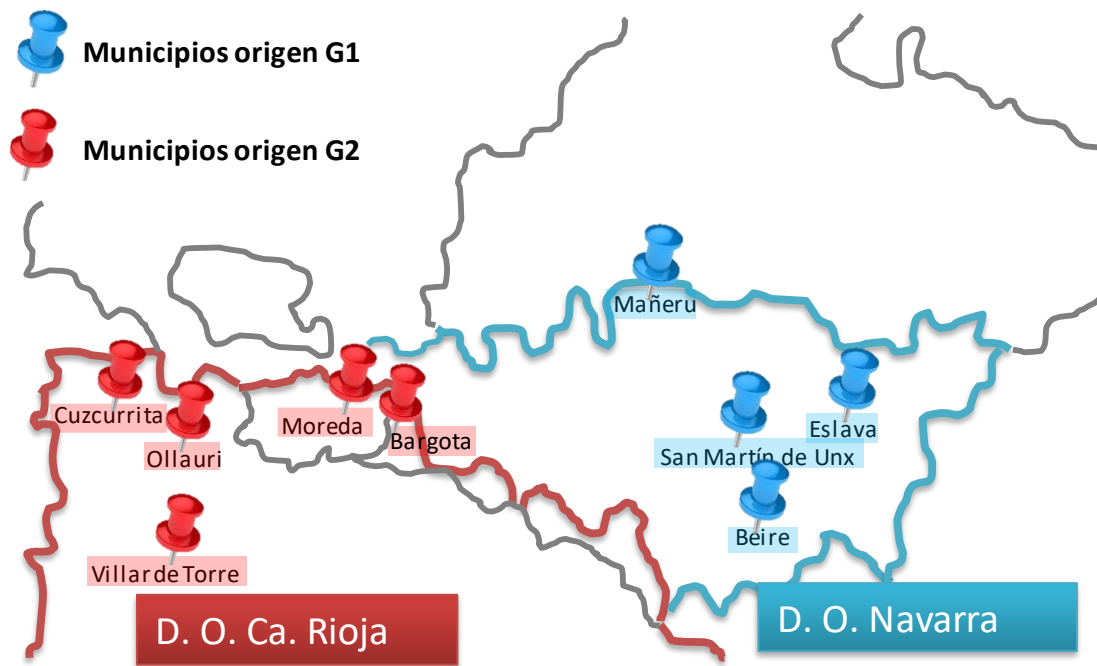 Municipios origen G1
Municipios origen G2
Mañeru
Cuzcurrita
Moreda
Eslava
Ollauri
Bargota
San Martín de Unx
Beire
Villar de Torre
D. O. Ca. Rioja
D. O. Navarra